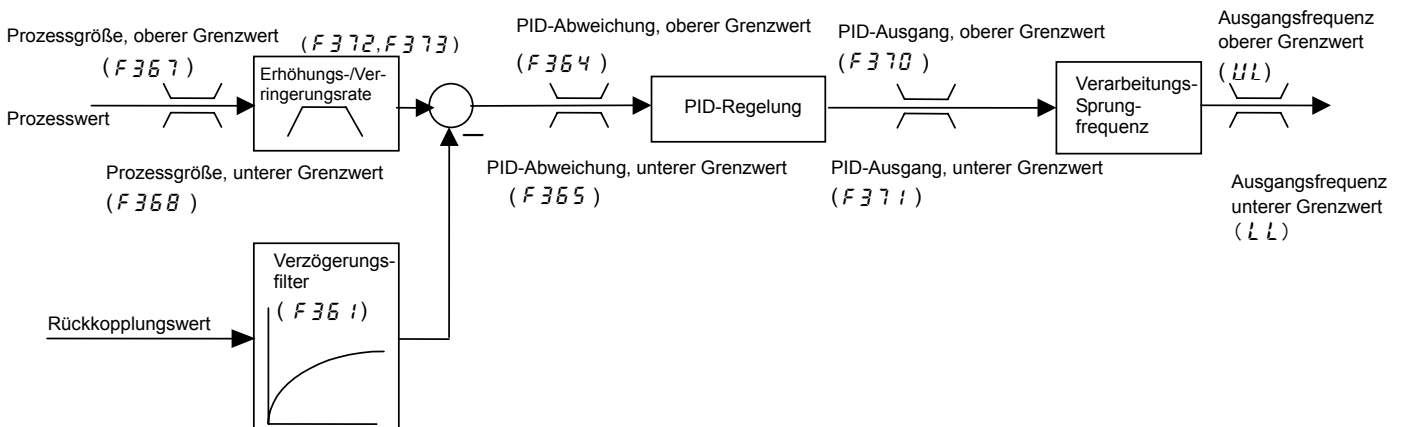 Prozessgröße, oberer Grenzwert
(F367)
(F372,F373)
Erhöhungs-/Ver-
ringerungsrate
Prozesswert
Prozessgröße, unterer Grenzwert
(F368)
PID-Abweichung, oberer Grenzwert
(F364)
PID-Abweichung, unterer Grenzwert
(F365)
PID-Regelung
PID-Ausgang, oberer Grenzwert
(F370)
PID-Ausgang, unterer Grenzwert
(F371)
Verarbeitungs-
Sprung-
frequenz
Ausgangsfrequenz
oberer Grenzwert
(UL)
Ausgangsfrequenz
unterer Grenzwert
(LL)
Verzögerungs-
filter
(F361)
Rückkopplungswert